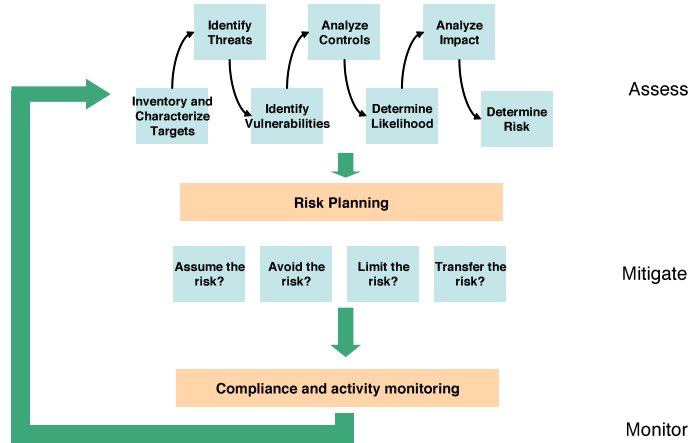 Identify
Threats
Analyze
Controls
Analyze
Impact
Assess
Inventory and
Characterize
Targets
Identify
Vulnerabilities
Determine
Likelihood
Determine
Risk
Risk Planning
Assume the
risk?
Avoid the
risk?
Limit the
risk?
Transfer the
risk?
Mitigate
Compliance and activity monitoring
Monitor